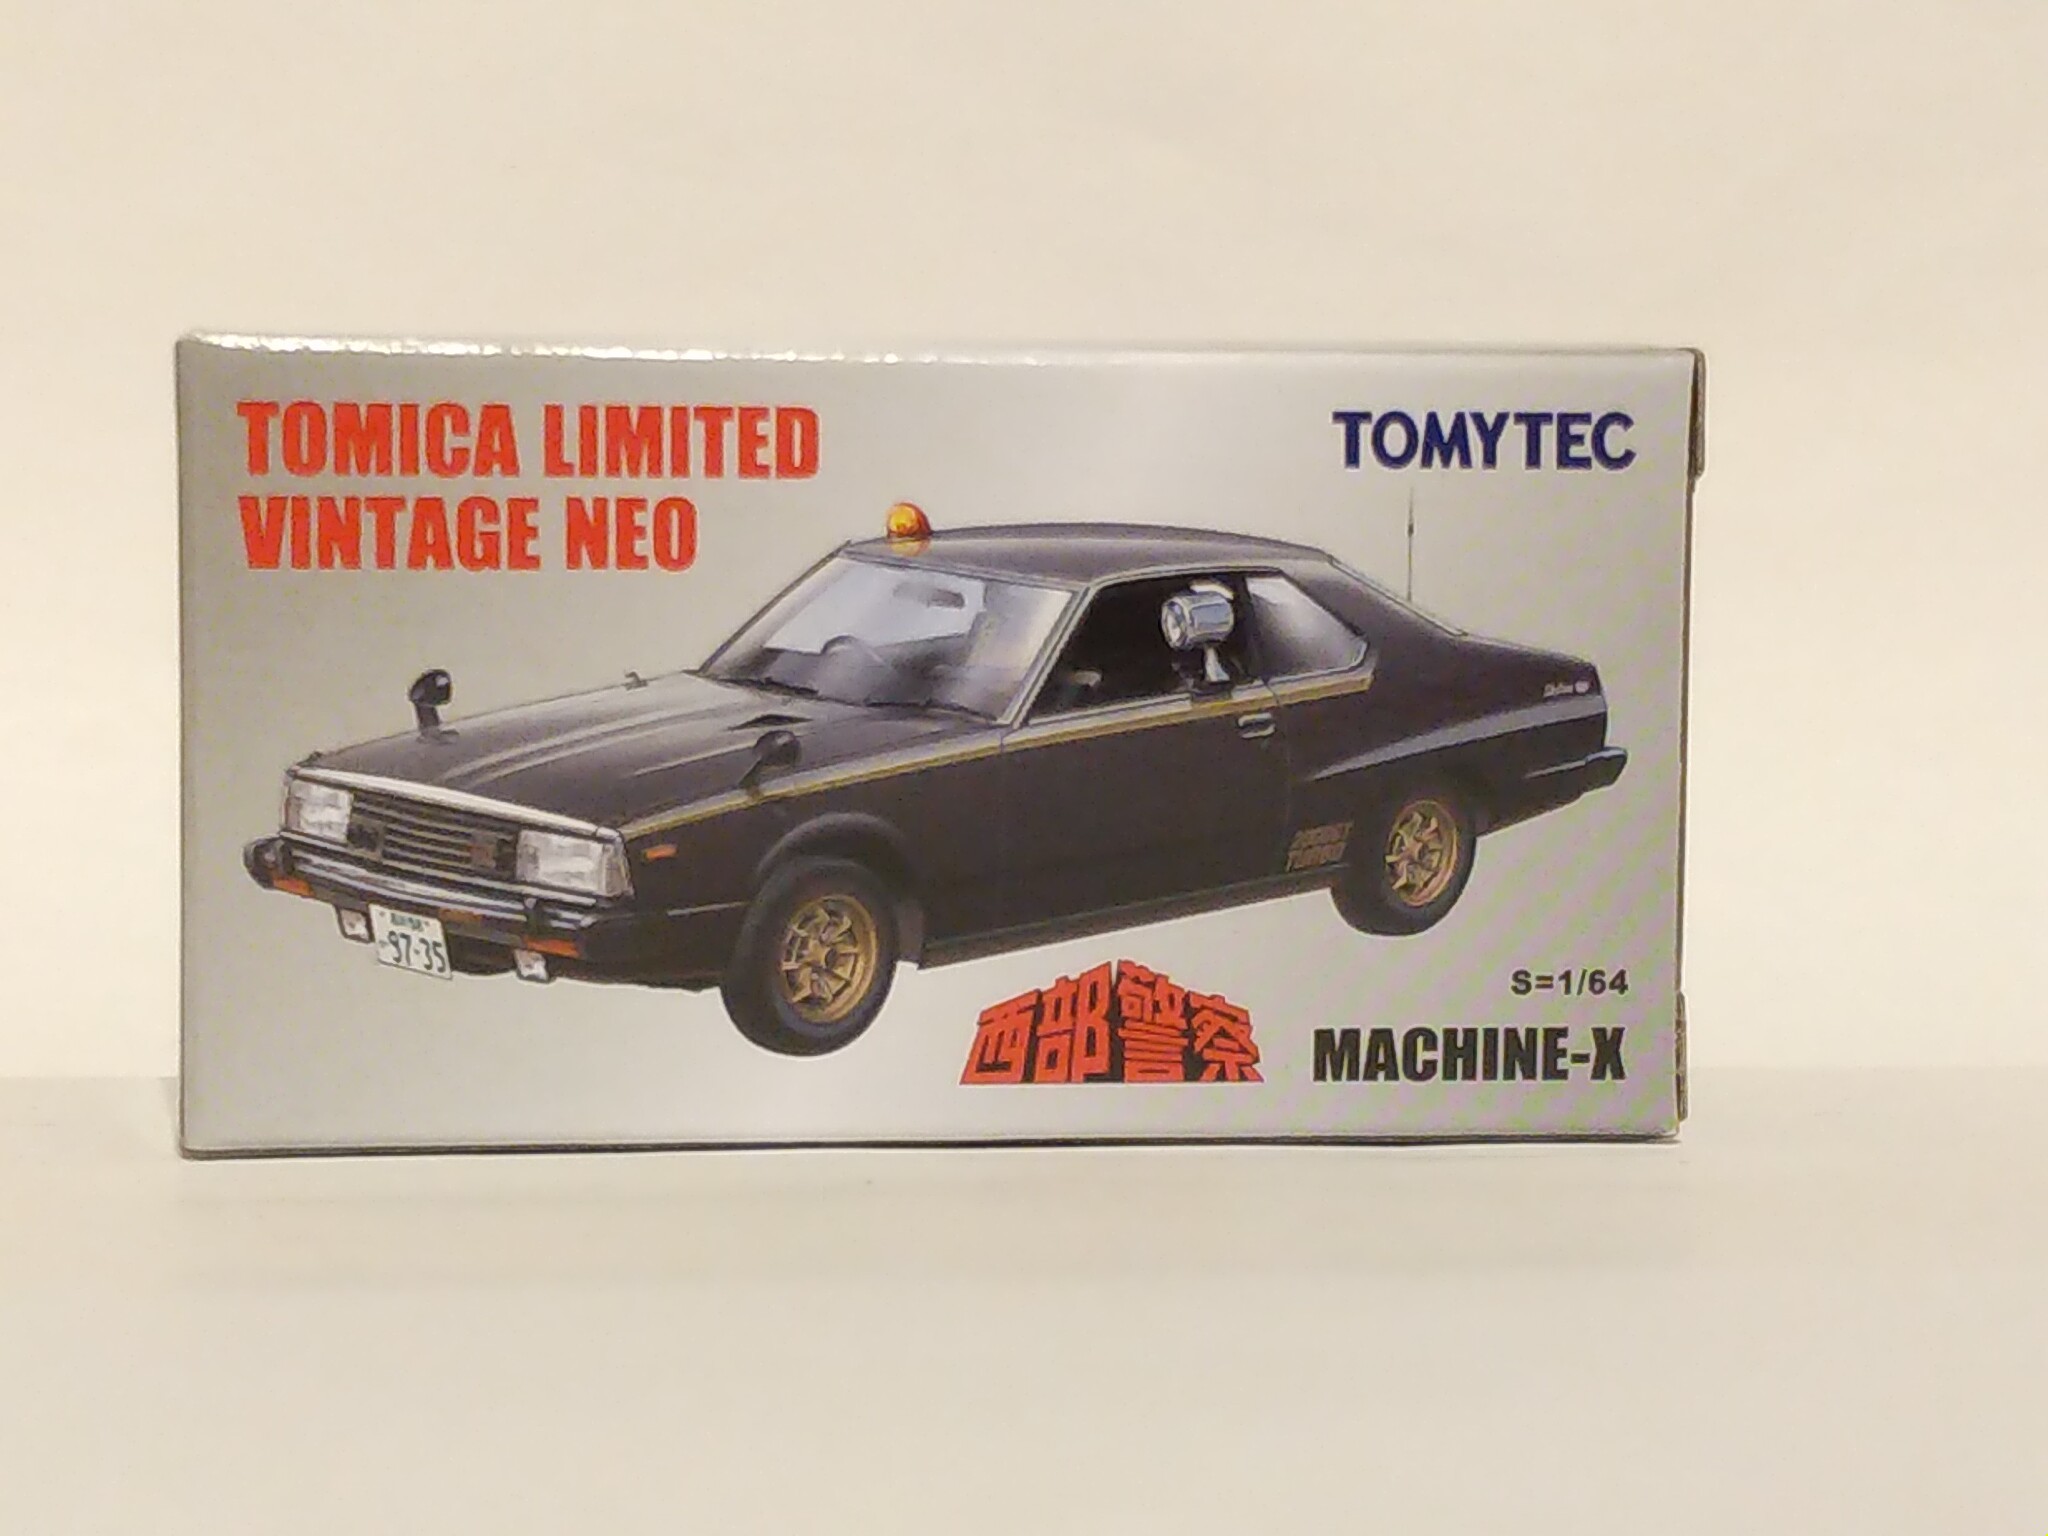 TOMICA LIMITED
VINTAGE NEO
TOMYTEC
97-35
S=1/64
西部警察
MACHINE-X